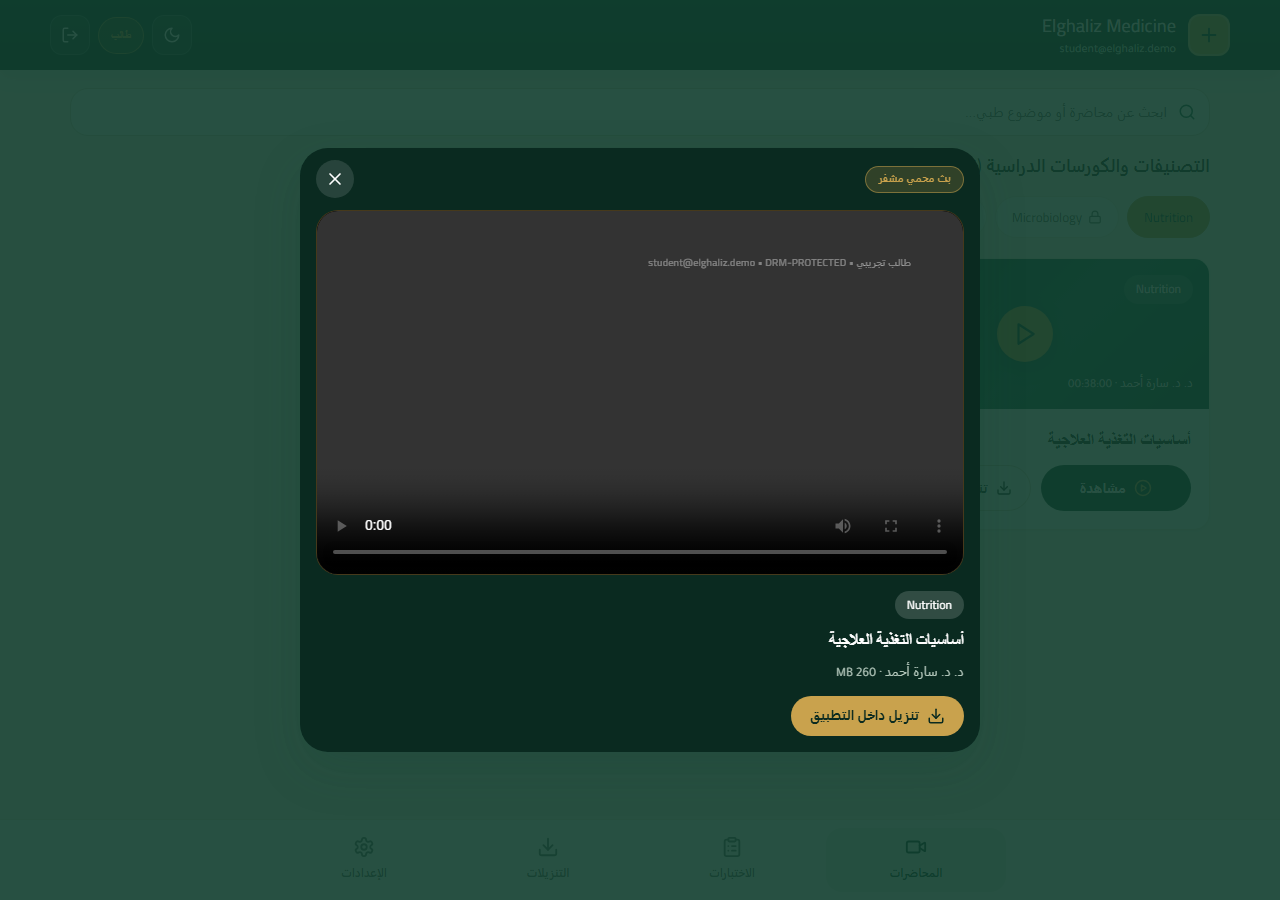 Elghaliz Medicine
student@elghaliz.demo
طالب
ابحث عن محاضرة أو موضوع طبي
التصنيفات والكورسات الدراسية
Nutrition
Microbiology
Nutrition
د. د. سارة أحمد · 00:38:00
أساسيات التغذية العلاجية
مشاهدة
بث محمي مشفر
طالب تجريبي • student@elghaliz.demo • DRM-PROTECTED
0:00
Nutrition
أساسيات التغذية العلاجية
د. د. سارة أحمد · 260 MB
تنزيل داخل التطبيق
المحاضرات
الاختبارات
التنزيلات
الإعدادات